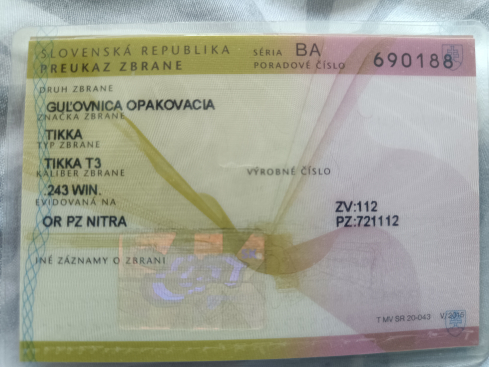 SLOVENSKÁ REPUBLIKA SÉRIA BA
PREUKAZ ZBRANE PORADOVÉ ČÍSLO 690188
DRUH ZBRANE
GUĽOVNICA OPAKOVACIA
ZNAČKA ZBRANE
TIKKA
TYP ZBRANE
TIKKA T3
KALIBER ZBRANE VÝROBNÉ ČÍSLO
.243 WIN.
EVIDOVANÁ NA ZV:112
OR PZ NITRA PZ:721112
INÉ ZÁZNAMY O ZBRANI
T MV SR 20-043 V/2015